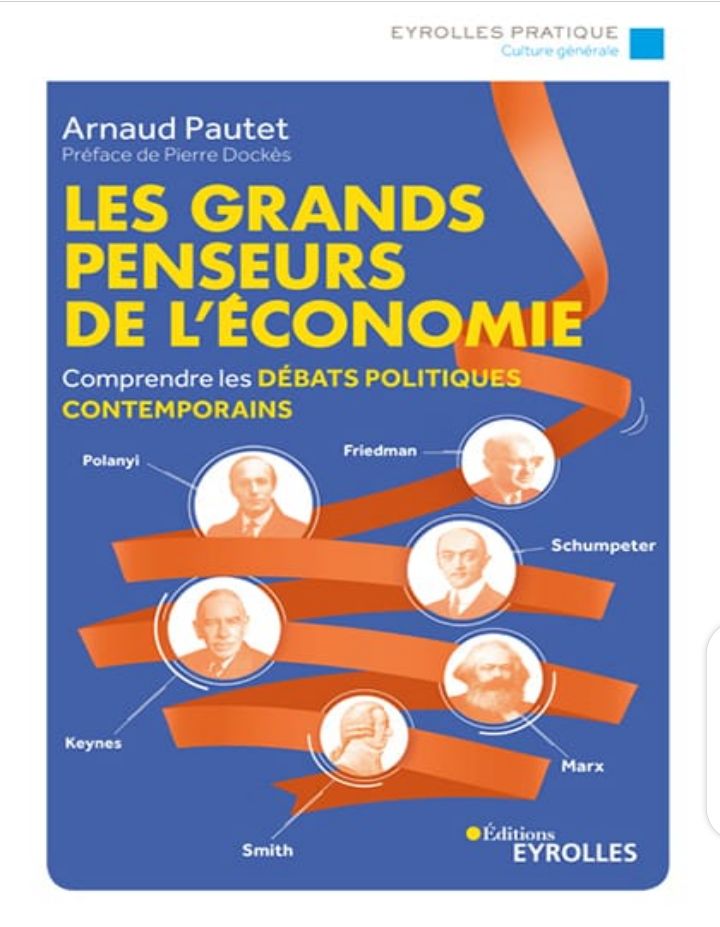 EYROLLES PRATIQUE
Culture générale
Arnaud Pautet
Préface de Pierre Dockès
LES GRANDS
PENSEURS
DE L'ÉCONOMIE
Comprendre les DÉBATS POLITIQUES
CONTEMPORAINS
Friedman
Polanyi
Schumpeter
Keynes
Marx
Smith
Éditions
EYROLLES